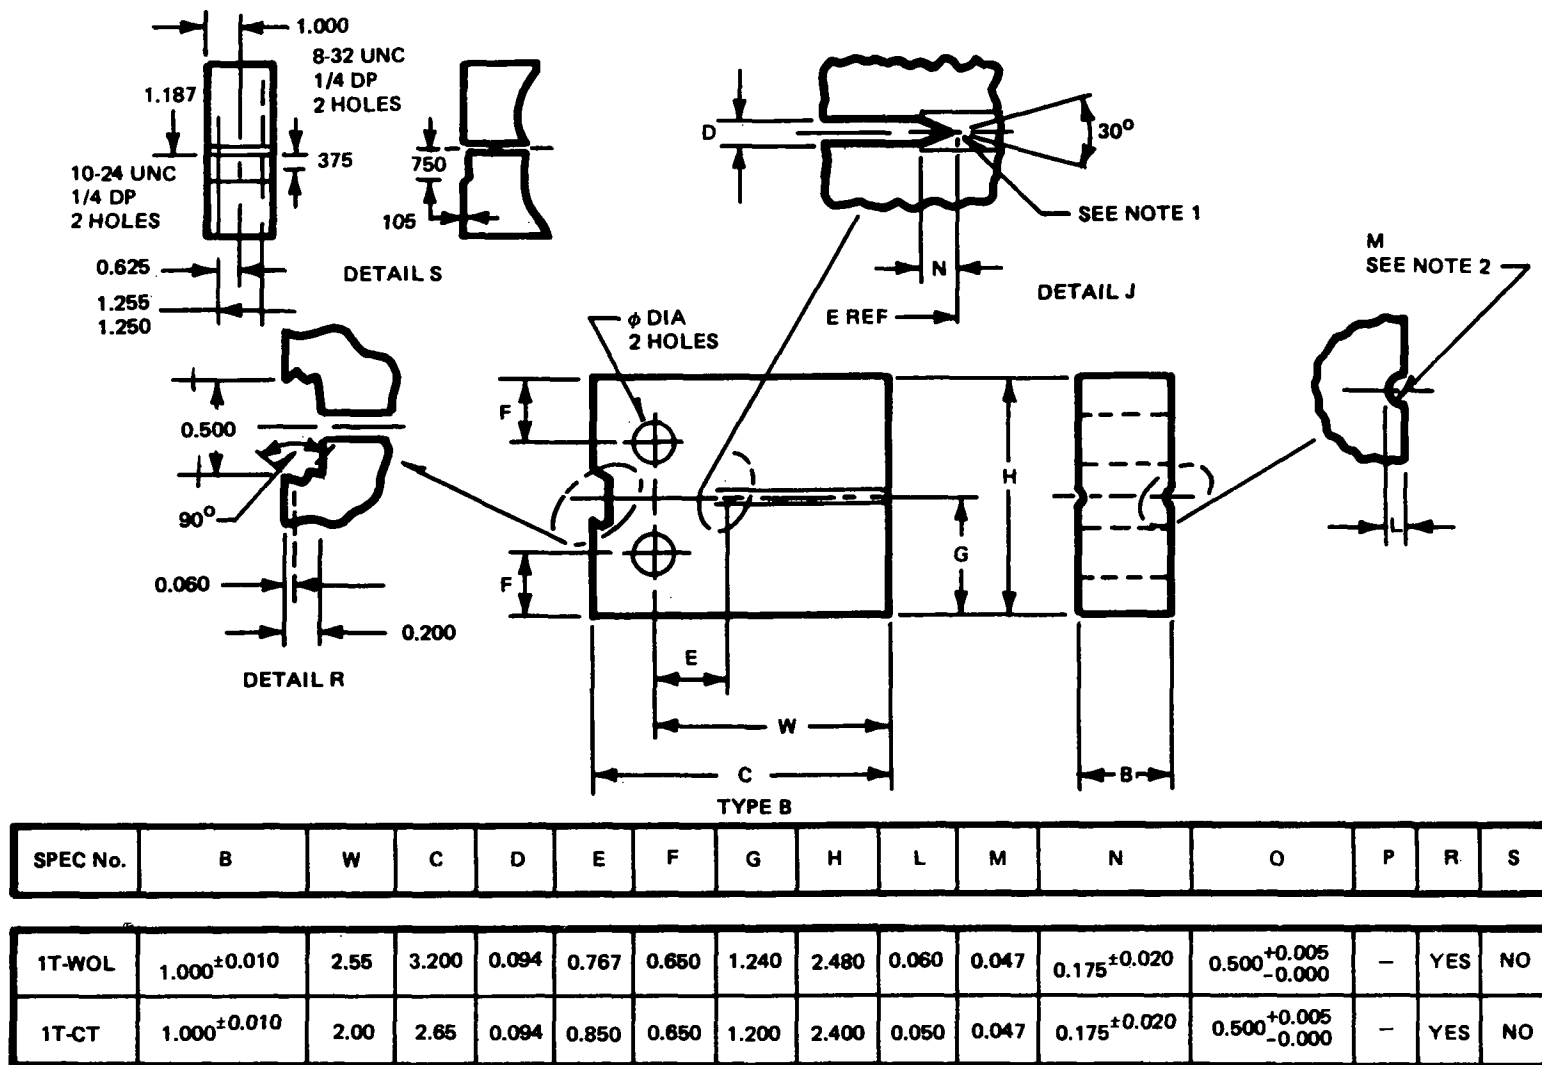 1.000
8-32 UNC
1/4 DP
2 HOLES
1.187
375
10-24 UNC
1/4 DP
2 HOLES
0.625
1.255
1.250
DETAIL S
750
105
D
30°
SEE NOTE 1
N
E REF
DETAIL J
M
SEE NOTE 2
L
0.500
90°
0.060
0.200
DETAIL R
ϕ DIA
2 HOLES
F
F
H
G
E
W
C
B
TYPE B
SPEC No. B W C D E F G H L M N O P R S
1T-WOL 1.000±0.010 2.55 3.200 0.094 0.767 0.650 1.240 2.480 0.060 0.047 0.175±0.020 0.500+0.005 -0.000 – YES NO
1T-CT 1.000±0.010 2.00 2.65 0.094 0.850 0.650 1.200 2.400 0.050 0.047 0.175±0.020 0.500+0.005 -0.000 – YES NO